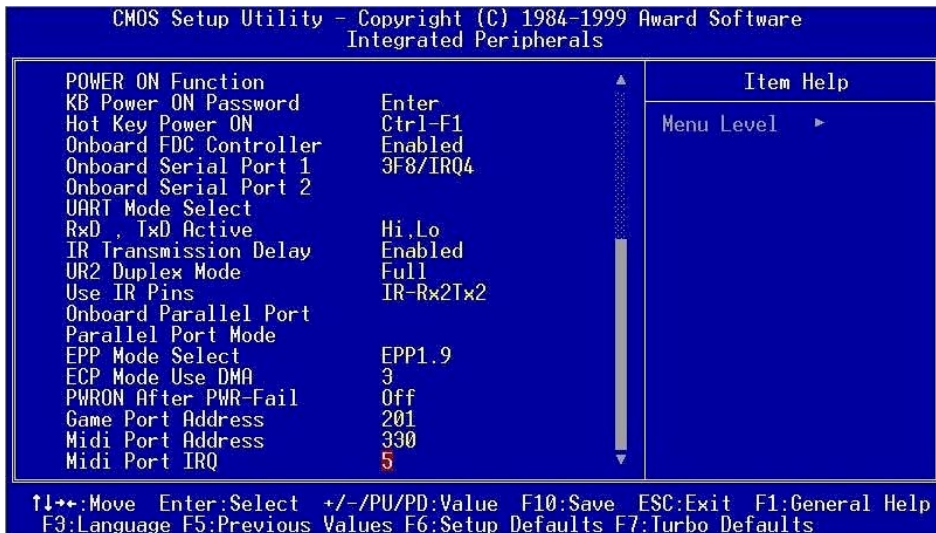 CMOS Setup Utility - Copyright (C) 1984-1999 Award Software
Integrated Peripherals
POWER ON Function
KB Power ON Password Enter
Hot Key Power ON Ctrl-F1
Onboard FDC Controller Enabled
Onboard Serial Port 1 3F8/IRQ4
Onboard Serial Port 2
UART Mode Select
RxD , TxD Active Hi,Lo
IR Transmission Delay Enabled
UR2 Duplex Mode Full
Use IR Pins IR-Rx2Tx2
Onboard Parallel Port
Parallel Port Mode
EPP Mode Select EPP1.9
ECP Mode Use DMA 3
PWRON After PWR-Fail Off
Game Port Address 201
Midi Port Address 330
Midi Port IRQ 5
Item Help
Menu Level ►
↑↓→←:Move Enter:Select +/-/PU/PD:Value F10:Save ESC:Exit F1:General Help
F3:Language F5:Previous Values F6:Setup Defaults F7:Turbo Defaults